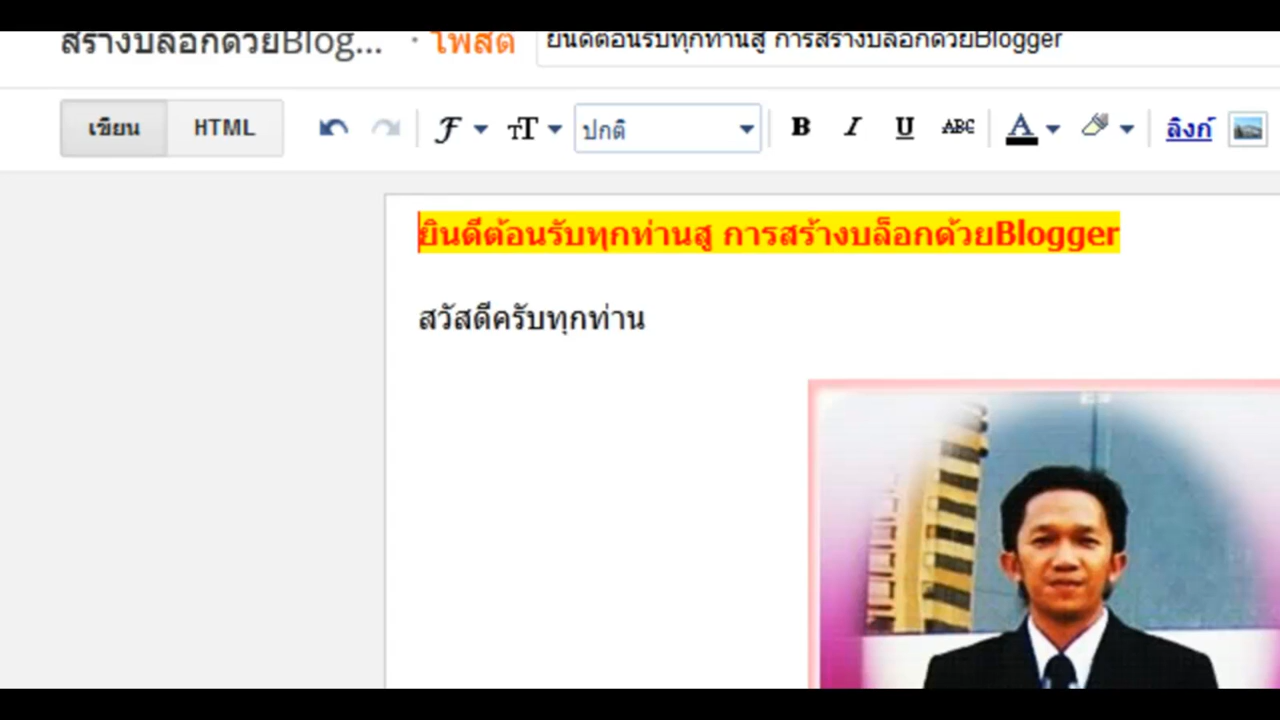 สร้างบล็อกด้วยBlog... · โพสต์ ยินดีต้อนรับทุกท่านสู่ การสร้างบล็อกด้วยBlogger
เขียน HTML F TT ปกติ B I U ABC A ลิงก์
ยินดีต้อนรับทุกท่านสู่ การสร้างบล็อกด้วยBlogger
สวัสดีครับทุกท่าน